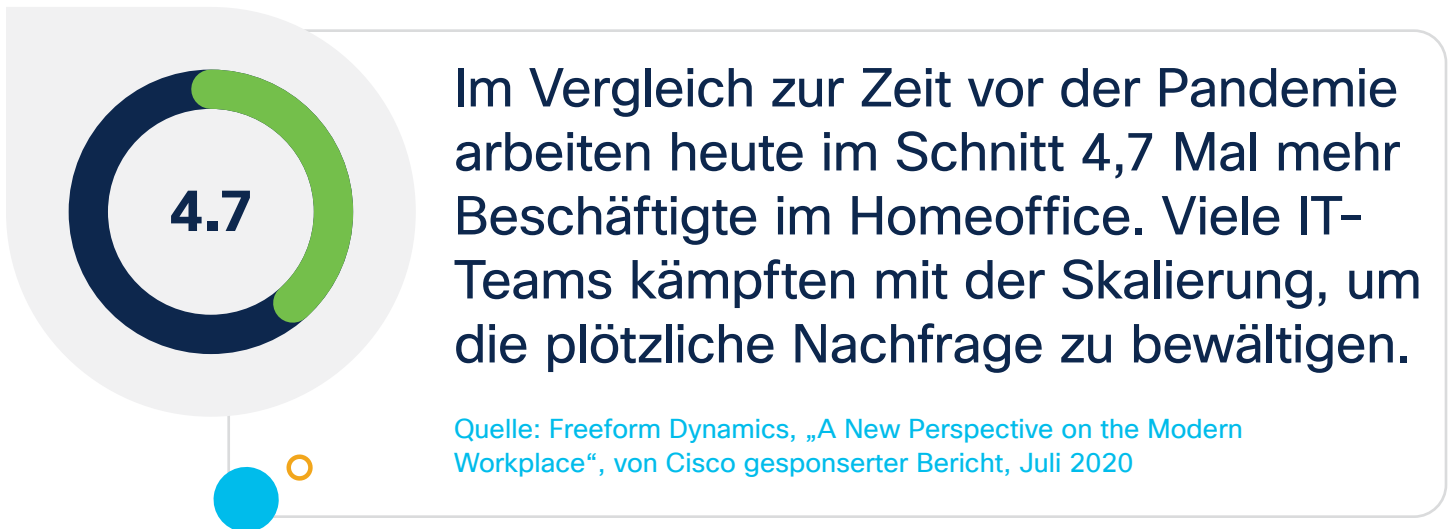 4.7
Im Vergleich zur Zeit vor der Pandemie
arbeiten heute im Schnitt 4,7 Mal mehr
Beschäftigte im Homeoffice. Viele IT-
Teams kämpften mit der Skalierung, um
die plötzliche Nachfrage zu bewältigen.
Quelle: Freeform Dynamics, „A New Perspective on the Modern
Workplace“, von Cisco gesponserter Bericht, Juli 2020